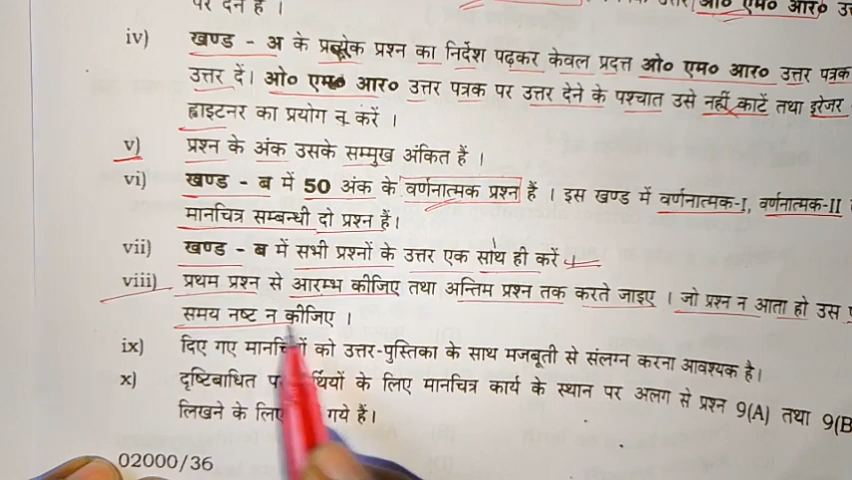 पर देने हैं ।
iv) खण्ड - अ के प्रत्येक प्रश्न का निर्देश पढ़कर केवल प्रदत्त ओ० एम० आर० उत्तर पत्रक
उत्तर दें। ओ० एम० आर० उत्तर पत्रक पर उत्तर देने के पश्चात उसे नहीं काटें तथा इरेजर
ह्वाइटनर का प्रयोग न करें ।
v) प्रश्न के अंक उसके सम्मुख अंकित हैं ।
vi) खण्ड - ब में 50 अंक के वर्णनात्मक प्रश्न हैं । इस खण्ड में वर्णनात्मक-I, वर्णनात्मक-II
मानचित्र सम्बन्धी दो प्रश्न हैं।
vii) खण्ड - ब में सभी प्रश्नों के उत्तर एक साथ ही करें ।
viii) प्रथम प्रश्न से आरम्भ कीजिए तथा अन्तिम प्रश्न तक करते जाइए । जो प्रश्न न आता हो उस
समय नष्ट न कीजिए ।
ix) दिए गए मानचित्रों को उत्तर-पुस्तिका के साथ मजबूती से संलग्न करना आवश्यक है।
x) दृष्टिबाधित के लिए मानचित्र कार्य के स्थान पर अलग से प्रश्न 9(A) तथा 9(B
लिखने के लिए गये हैं।
02000/36